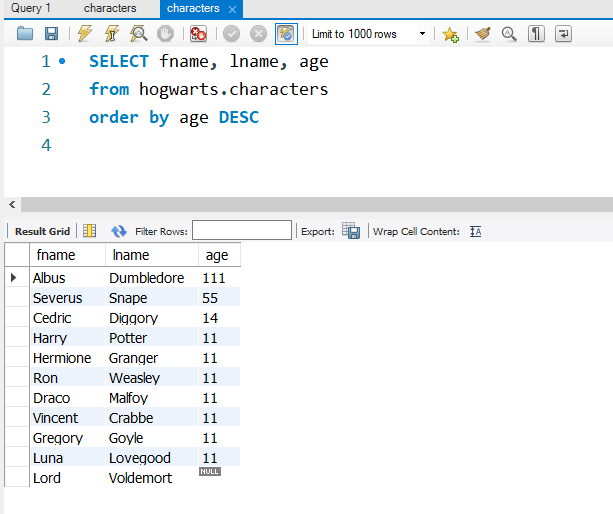 Query 1 characters characters
Limit to 1000 rows
1 SELECT fname, lname, age
2 from hogwarts.characters
3 order by age DESC
4
Result Grid Filter Rows: Export: Wrap Cell Content:
fname lname age
Albus Dumbledore 111
Severus Snape 55
Cedric Diggory 14
Harry Potter 11
Hermione Granger 11
Ron Weasley 11
Draco Malfoy 11
Vincent Crabbe 11
Gregory Goyle 11
Luna Lovegood 11
Lord Voldemort NULL